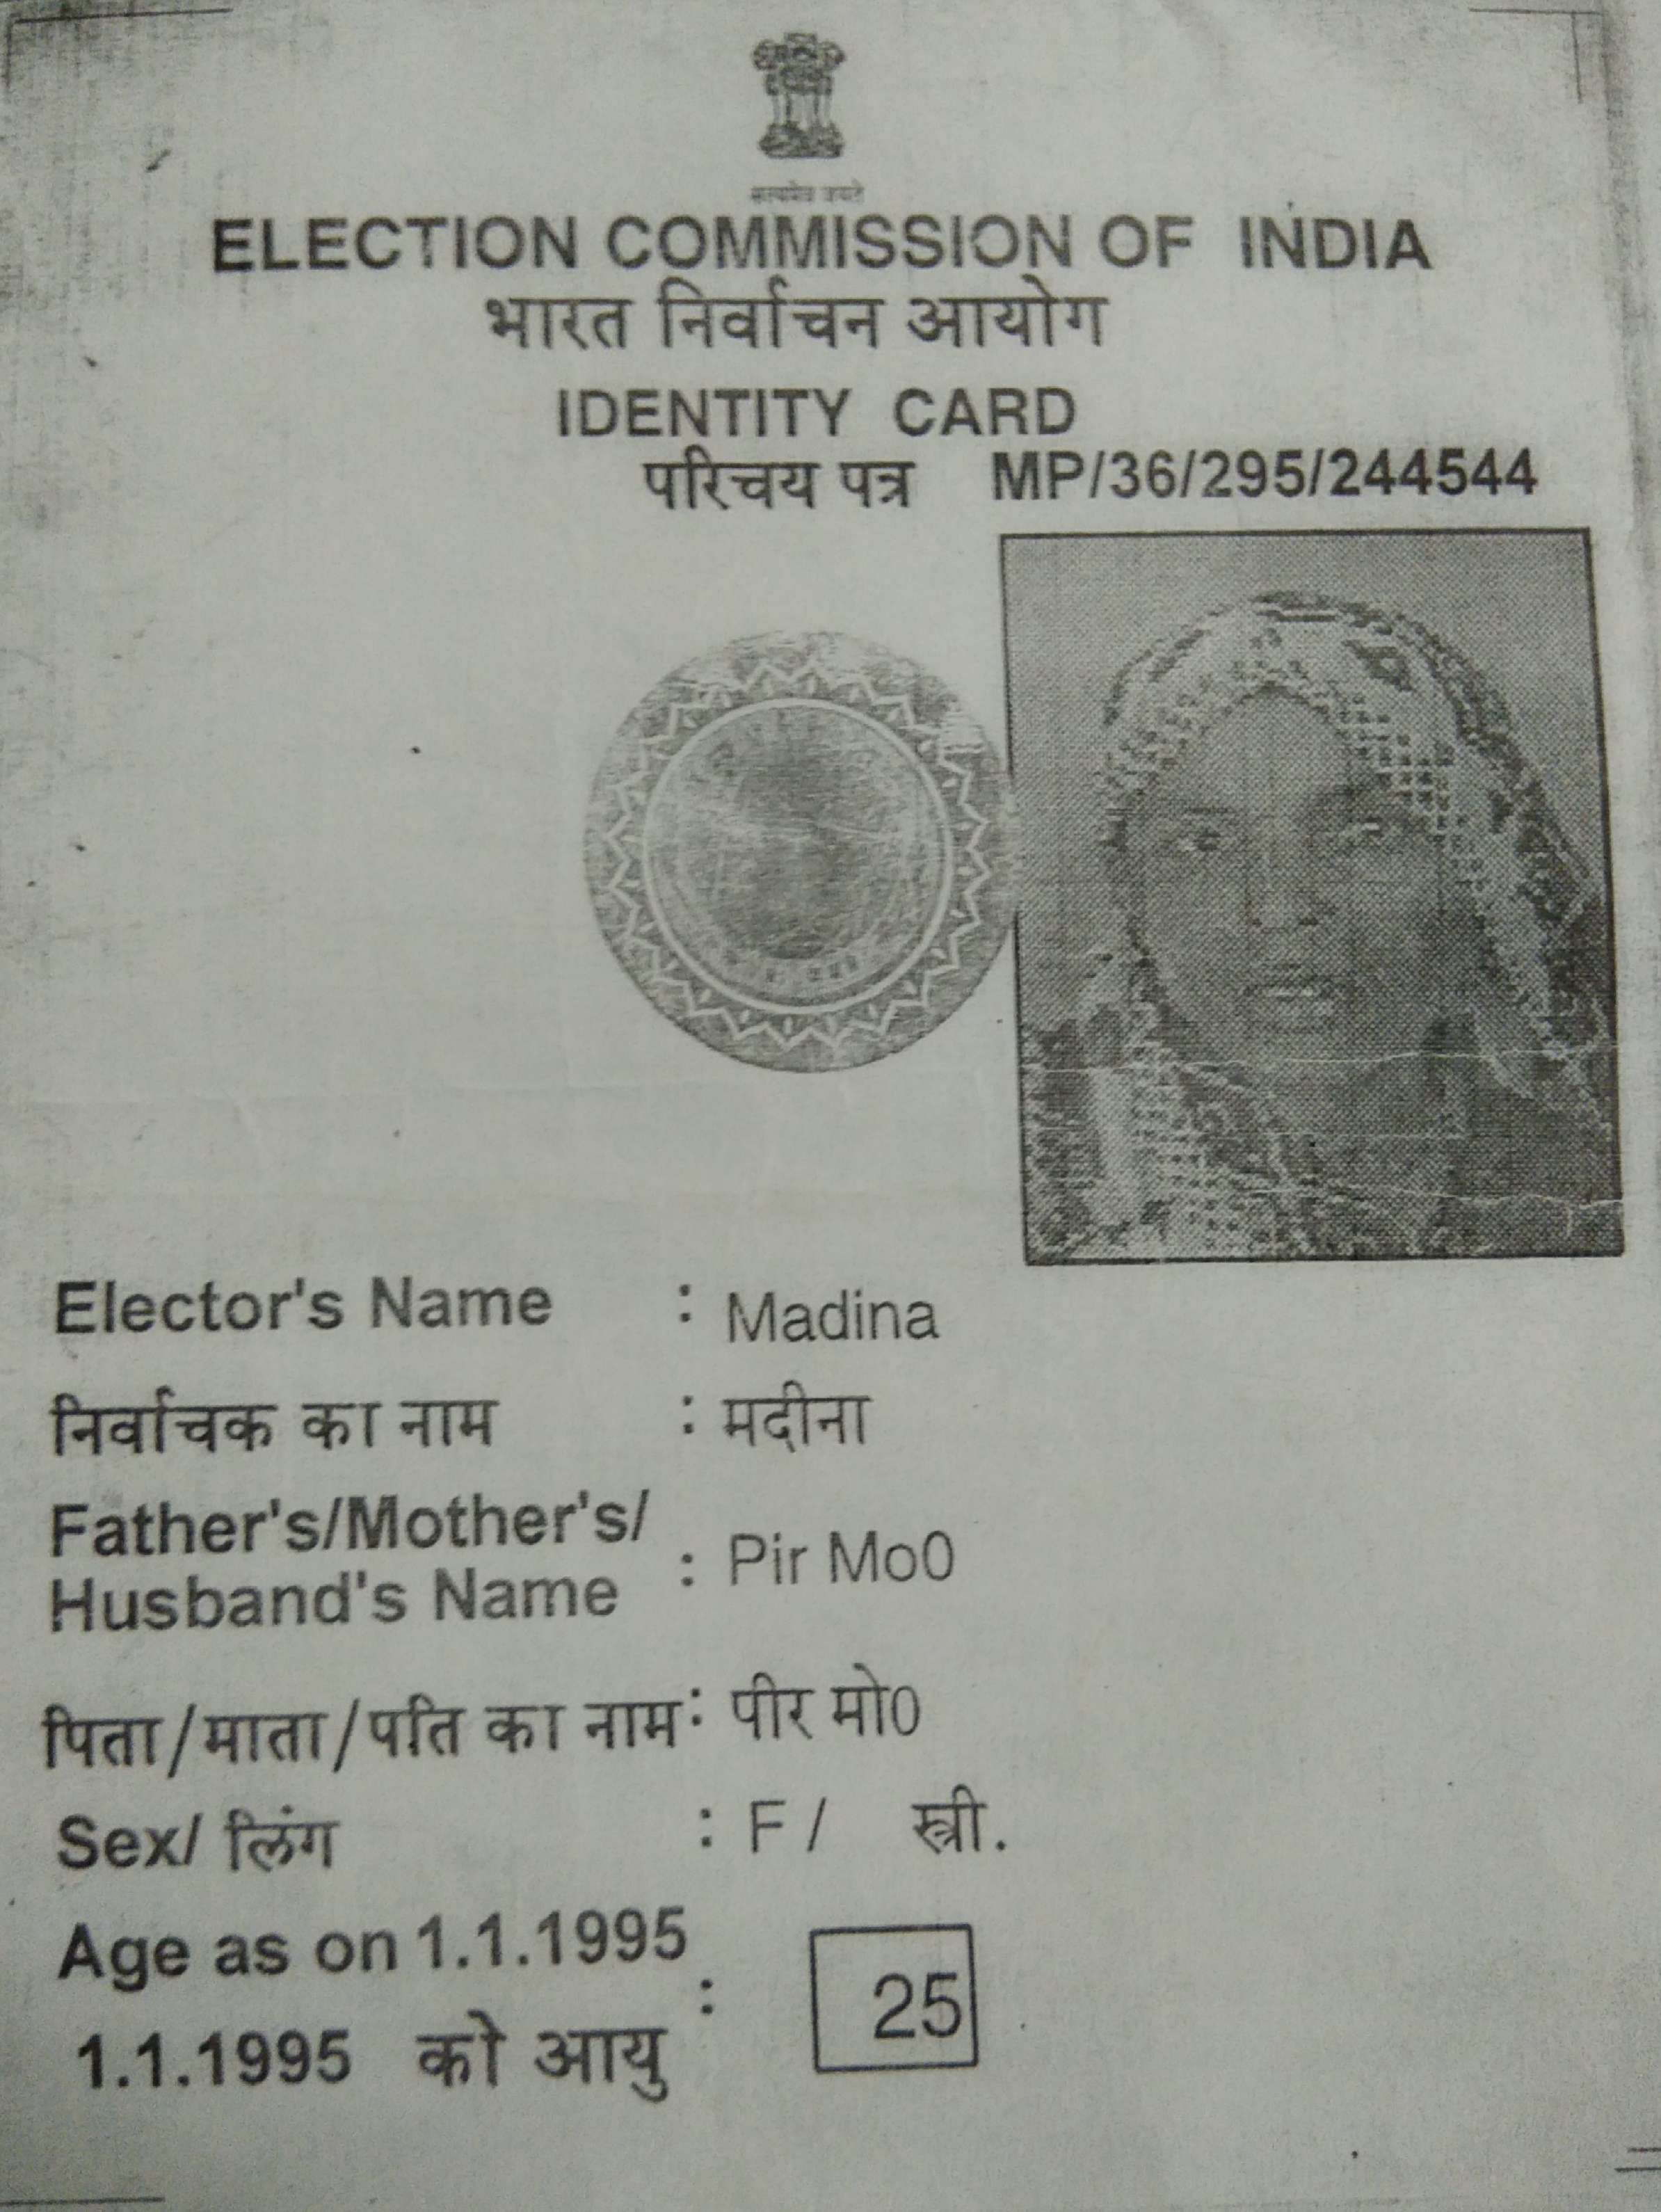 सत्यमेव जयते
ELECTION COMMISSION OF INDIA
भारत निर्वाचन आयोग
IDENTITY CARD
परिचय पत्र MP/36/295/244544
Elector's Name : Madina
निर्वाचक का नाम : मदीना
Father's/Mother's/
Husband's Name : Pir Mo0
पिता/माता/पति का नाम: पीर मो0
Sex/ लिंग : F / स्त्री.
Age as on 1.1.1995 :
1.1.1995 को आयु
25